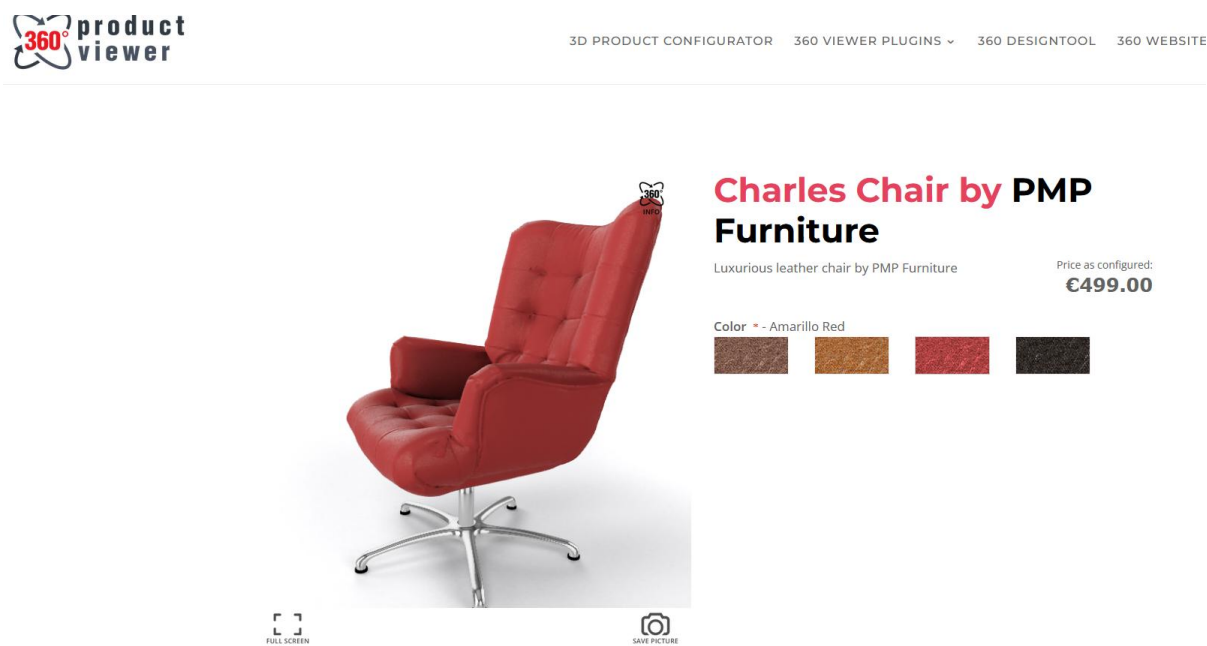 360° product
viewer
3D PRODUCT CONFIGURATOR 360 VIEWER PLUGINS 360 DESIGNTOOL 360 WEBSITE
360°
INFO
Charles Chair by PMP
Furniture
Luxurious leather chair by PMP Furniture
Price as configured:
€499.00
Color * - Amarillo Red
FULL SCREEN
SAVE PICTURE